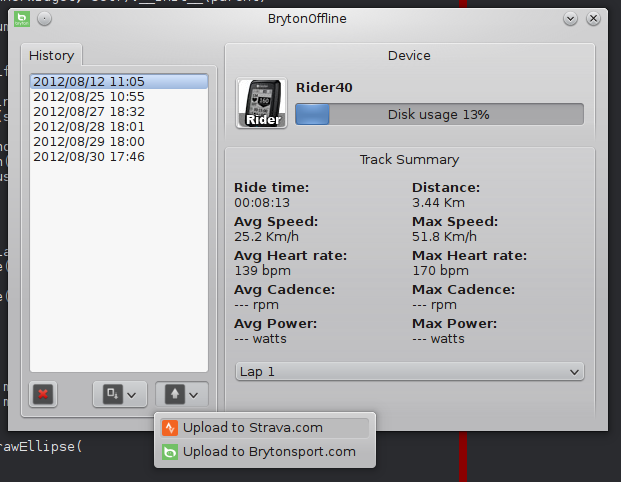 BrytonOffline
History
2012/08/12 11:05
2012/08/25 10:55
2012/08/27 18:32
2012/08/28 18:01
2012/08/29 18:00
2012/08/30 17:46
Device
Rider
Rider40
Disk usage 13%
Track Summary
Ride time:
00:08:13
Distance:
3.44 Km
Avg Speed:
25.2 Km/h
Max Speed:
51.8 Km/h
Avg Heart rate:
139 bpm
Max Heart rate:
170 bpm
Avg Cadence:
--- rpm
Max Cadence:
--- rpm
Avg Power:
--- watts
Max Power:
--- watts
Lap 1
Upload to Strava.com
Upload to Brytonsport.com
rawEllipse(